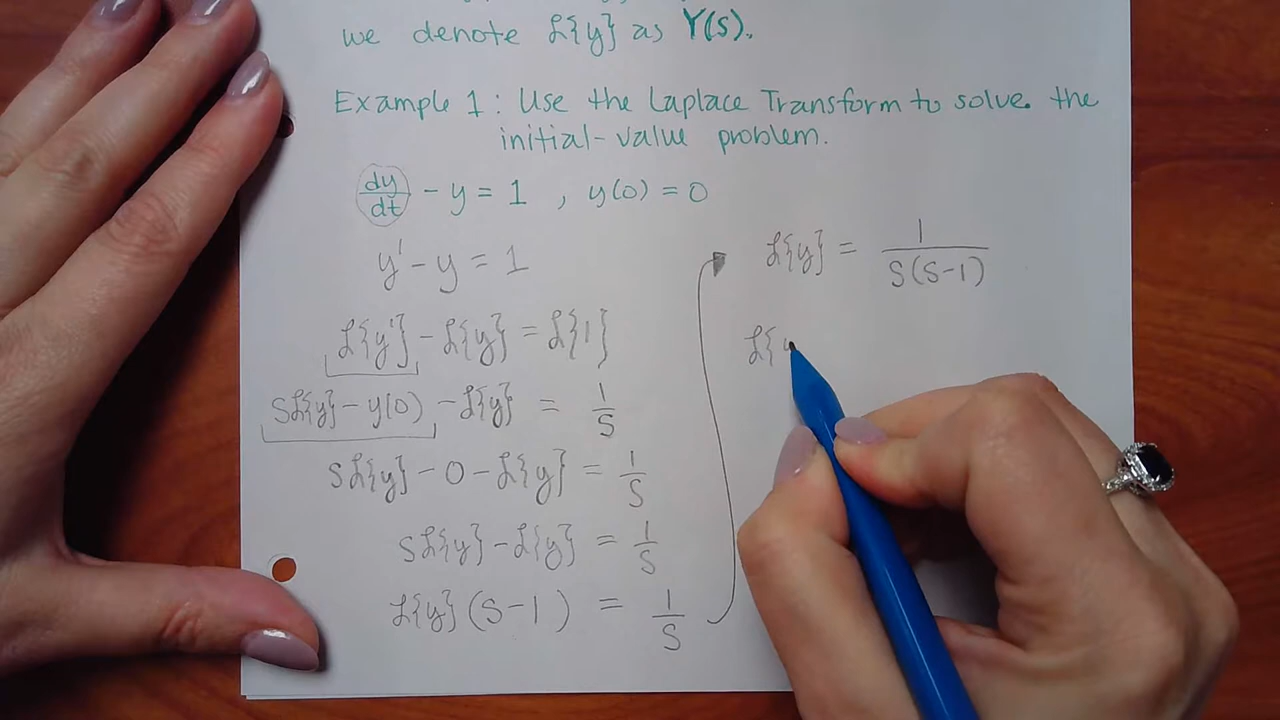 we denote ℒ{y} as Y(s).
Example 1: Use the Laplace Transform to solve the
initial-value problem.
dy/dt - y = 1 , y(0) = 0
y' - y = 1
ℒ{y'} - ℒ{y} = ℒ{1}
sℒ{y} - y(0) - ℒ{y} = 1/s
sℒ{y} - 0 - ℒ{y} = 1/s
sℒ{y} - ℒ{y} = 1/s
ℒ{y}(s-1) = 1/s
ℒ{y} = 1/(s(s-1))
ℒ{